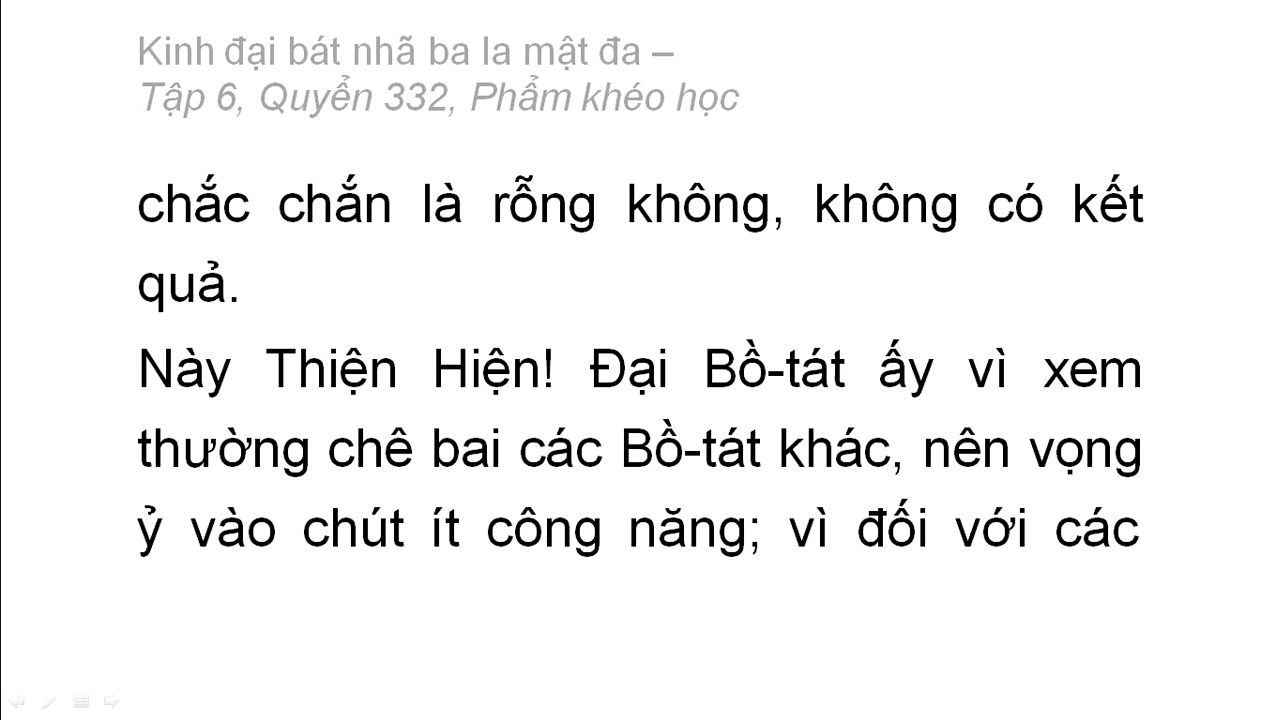 Kinh đại bát nhã ba la mật đa –
Tập 6, Quyển 332, Phẩm khéo học
chắc chắn là rỗng không, không có kết
quả.
Này Thiện Hiện! Đại Bồ-tát ấy vì xem
thường chê bai các Bồ-tát khác, nên vọng
ỷ vào chút ít công năng; vì đối với các